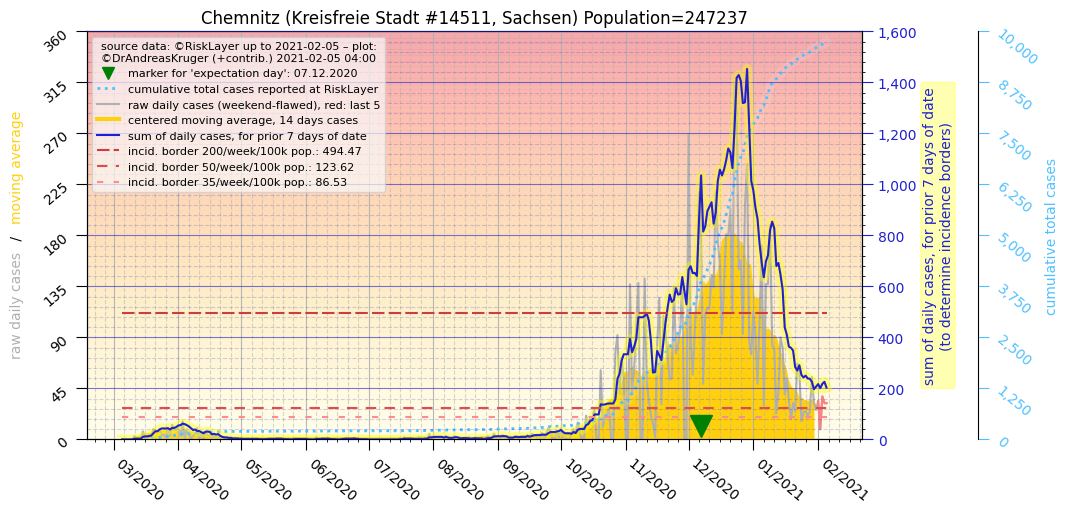 Chemnitz (Kreisfreie Stadt #14511, Sachsen) Population=247237
source data: ©RiskLayer up to 2021-02-05 – plot:
©DrAndreasKruger (+contrib.) 2021-02-05 04:00
marker for 'expectation day': 07.12.2020
cumulative total cases reported at RiskLayer
raw daily cases (weekend-flawed), red: last 5
centered moving average, 14 days cases
sum of daily cases, for prior 7 days of date
incid. border 200/week/100k pop.: 494.47
incid. border 50/week/100k pop.: 123.62
incid. border 35/week/100k pop.: 86.53
raw daily cases / moving average
360
315
270
225
180
135
90
45
0
03/2020
04/2020
05/2020
06/2020
07/2020
08/2020
09/2020
10/2020
11/2020
12/2020
01/2021
02/2021
1,600
1,400
1,200
1,000
800
600
400
200
0
sum of daily cases, for prior 7 days of date
(to determine incidence borders)
10,000
8,750
7,500
6,250
5,000
3,750
2,500
1,250
0
cumulative total cases